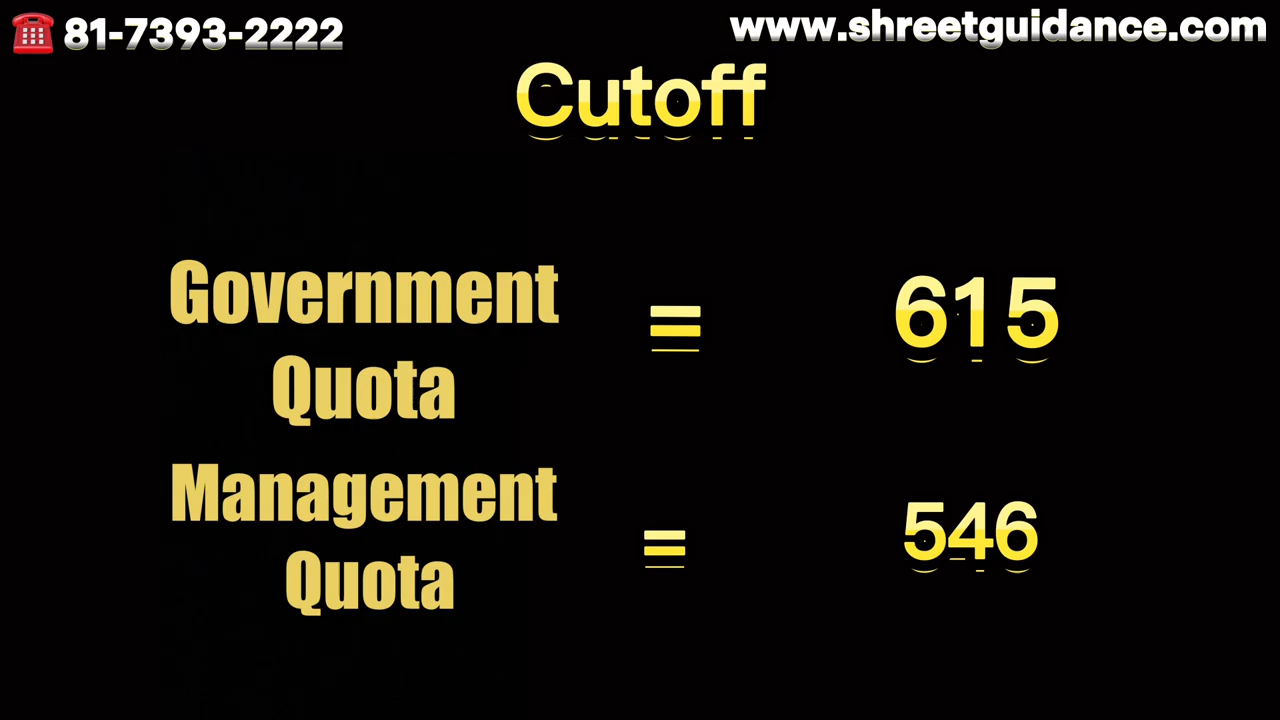 ☎️81-7393-2222
www.shreetguidance.com
Cutoff
Government
Quota
= 615
Management
Quota
= 546